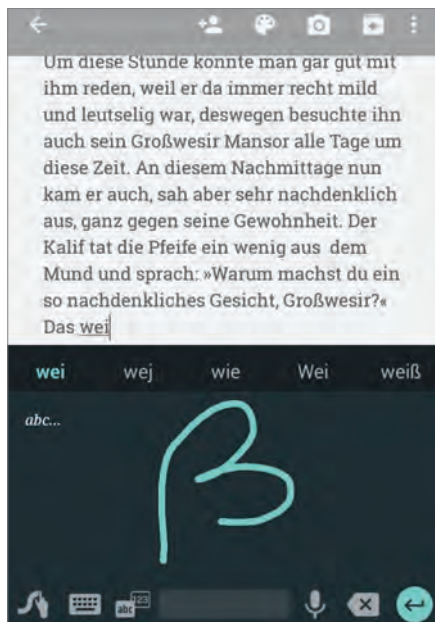 Um diese Stunde konnte man gar gut mit
ihm reden, weil er da immer recht mild
und leutselig war, deswegen besuchte ihn
auch sein Großwesir Mansor alle Tage um
diese Zeit. An diesem Nachmittage nun
kam er auch, sah aber sehr nachdenklich
aus, ganz gegen seine Gewohnheit. Der
Kalif tat die Pfeife ein wenig aus  dem
Mund und sprach: »Warum machst du ein
so nachdenkliches Gesicht, Großwesir?«
Das wei
wei wej wie Wei weiß
abc...
ß
abc 123